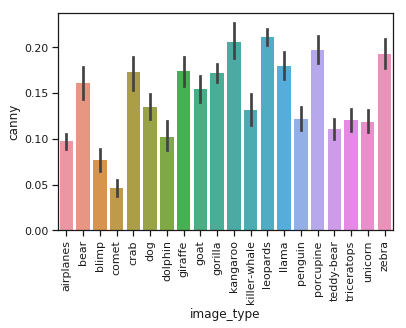 0.20
0.15
0.10
0.05
0.00
canny
airplanes
bear
blimp
comet
crab
dog
dolphin
giraffe
goat
gorilla
kangaroo
killer-whale
leopards
llama
penguin
porcupine
teddy-bear
triceratops
unicorn
zebra
image_type